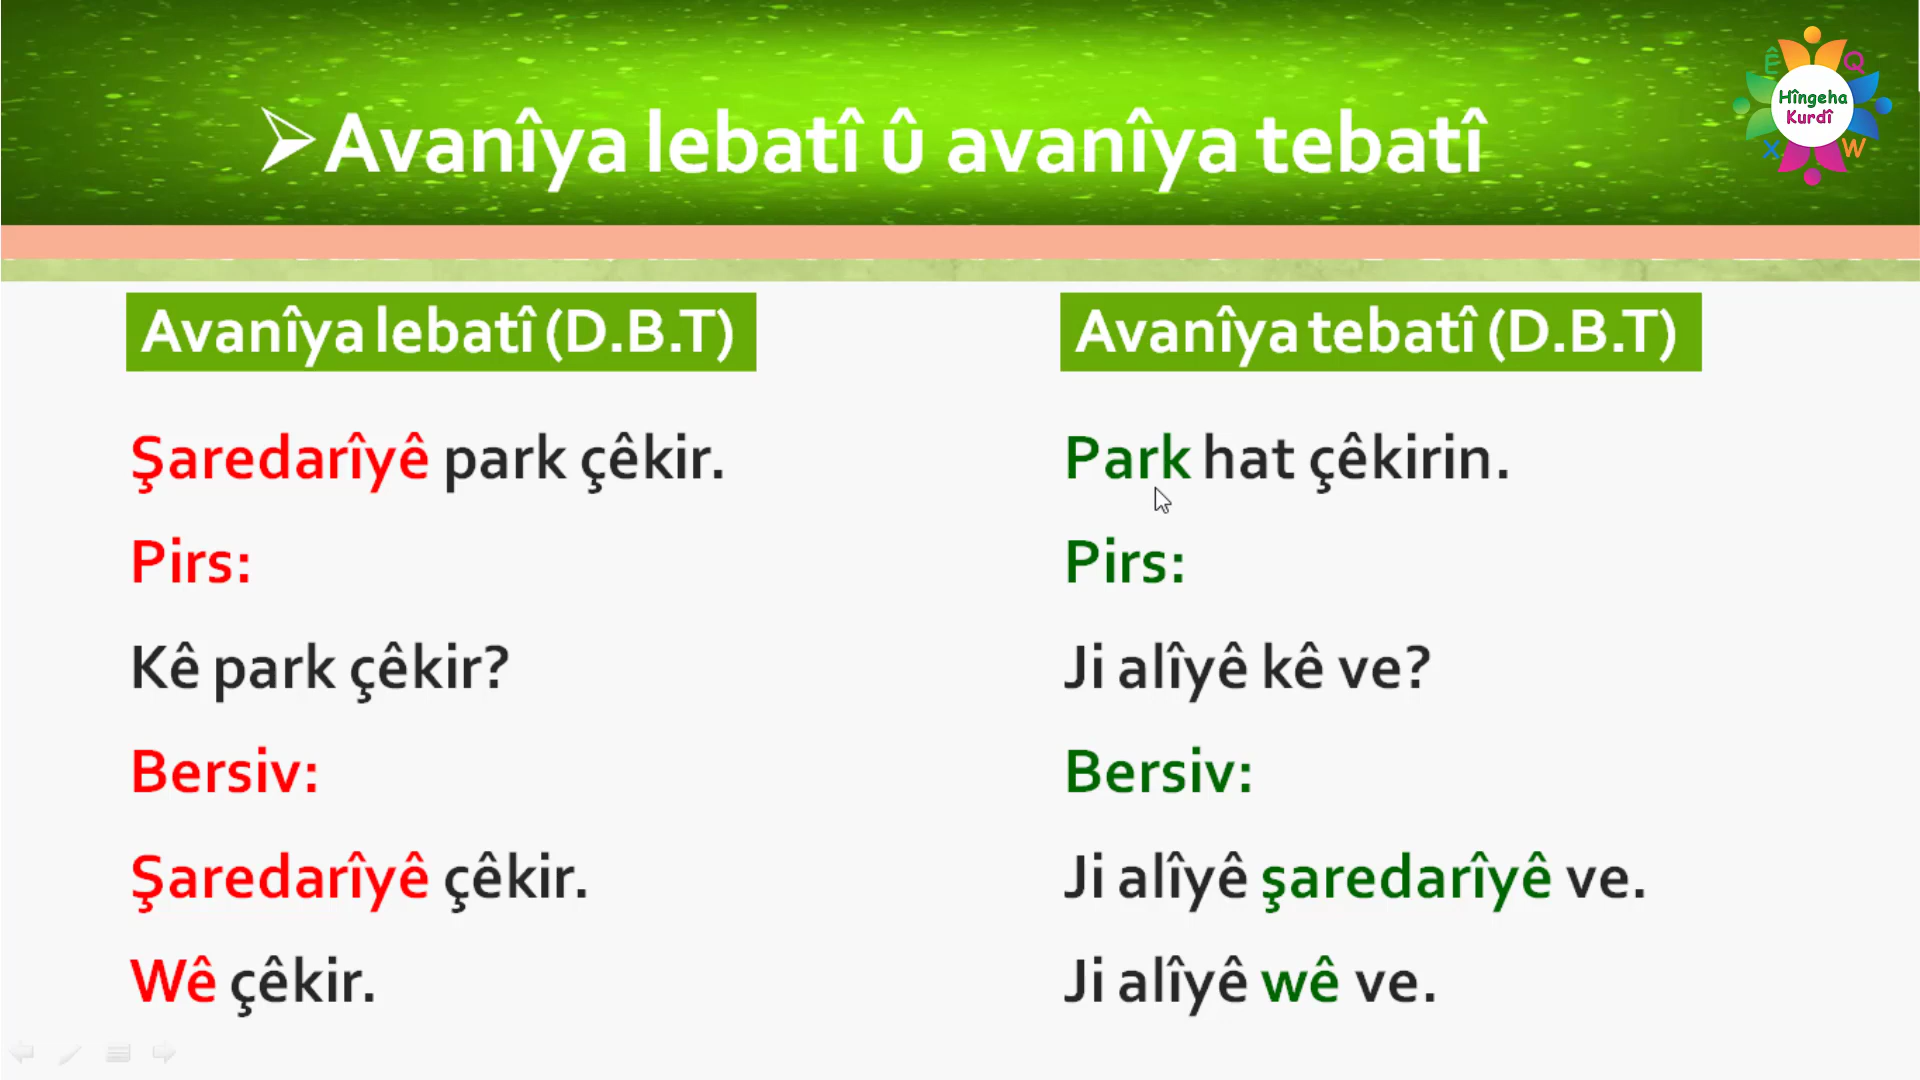 ➢Avanîya lebatî û avanîya tebatî
Ê Q
Hîngeha
Kurdî
X W
Avanîya lebatî (D.B.T)
Şaredarîyê park çêkir.
Pirs:
Kê park çêkir?
Bersiv:
Şaredarîyê çêkir.
Wê çêkir.
Avanîya tebatî (D.B.T)
Park hat çêkirin.
Pirs:
Ji alîyê kê ve?
Bersiv:
Ji alîyê şaredarîyê ve.
Ji alîyê wê ve.